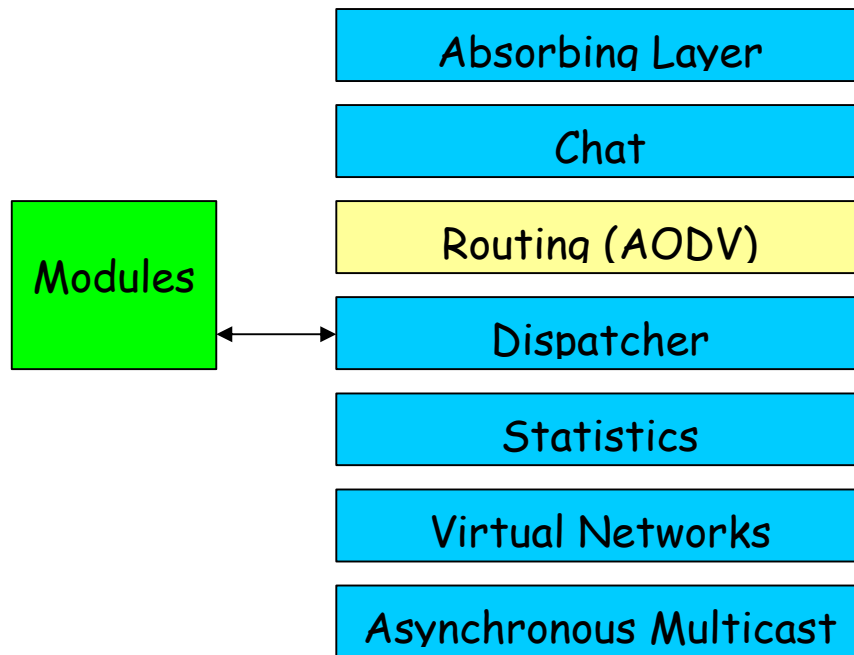 Absorbing Layer
Chat
Routing (AODV)
Modules
Dispatcher
Statistics
Virtual Networks
Asynchronous Multicast